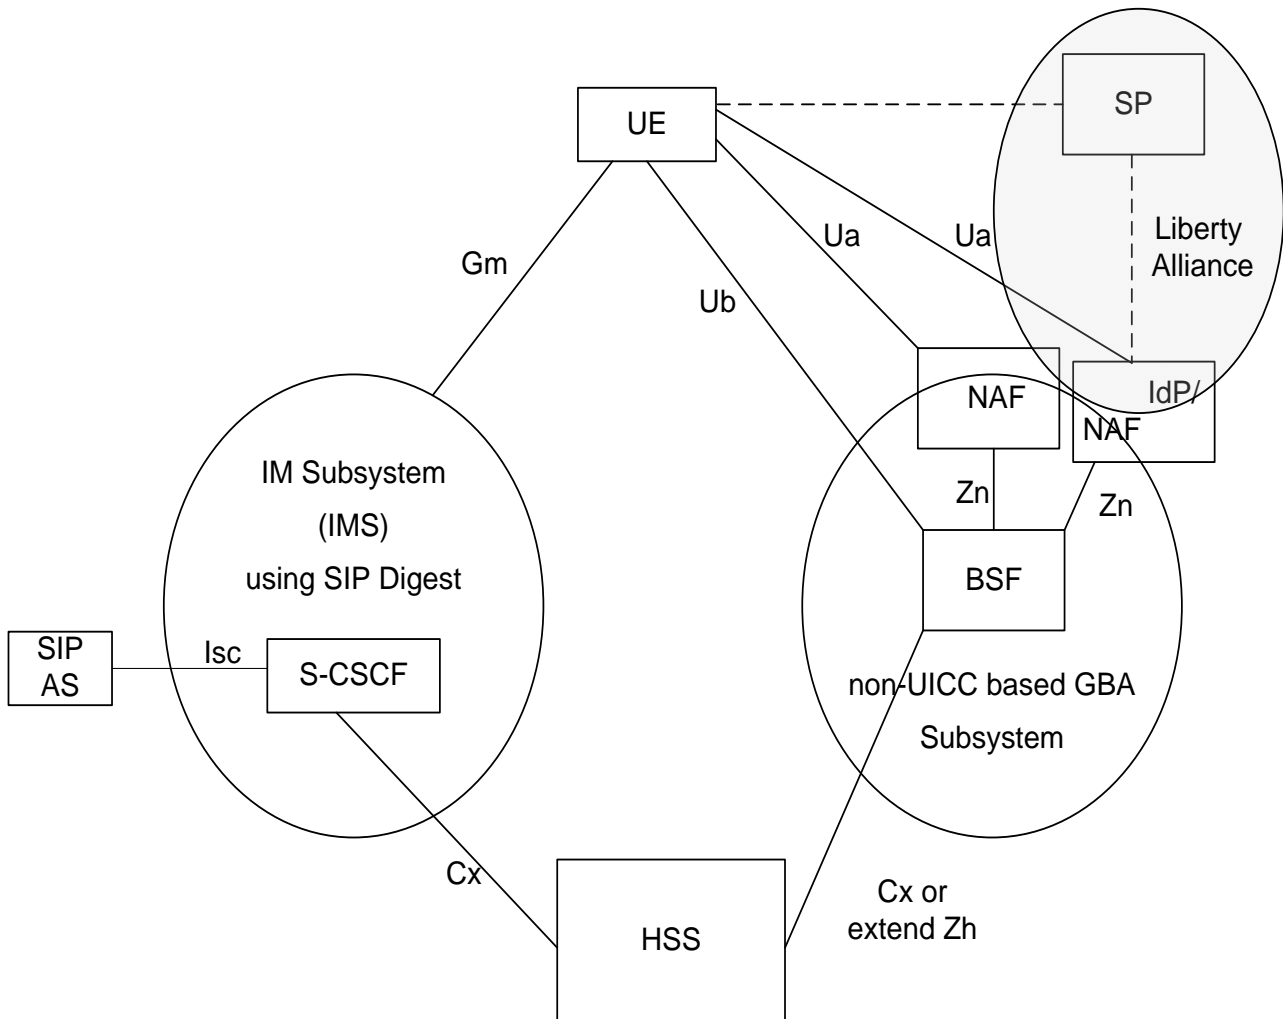 SP
UE
Liberty
Alliance
Ua
Ua
Gm
Ub
IdP/
NAF
NAF
IM Subsystem
(IMS)
using SIP Digest
Zn
Zn
BSF
SIP
AS
Isc
S-CSCF
non-UICC based GBA
Subsystem
Cx
Cx or
extend Zh
HSS